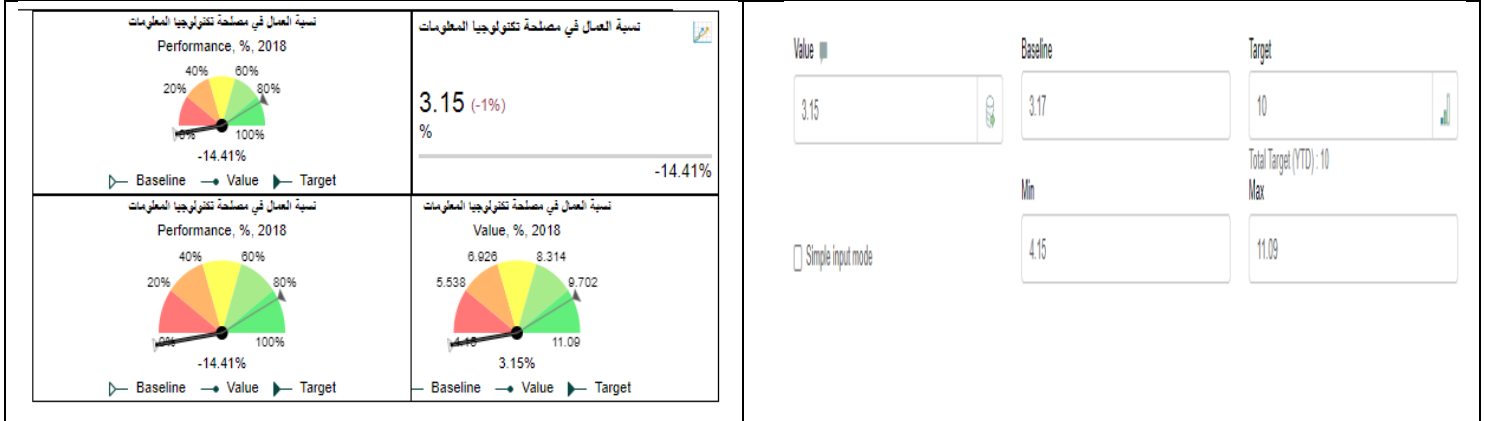 نسبة العمال في مصلحة تكنولوجيا المعلومات
Performance, %, 2018
40% 60%
20% 80%
0% 100%
-14.41%
Baseline Value Target
نسبة العمال في مصلحة تكنولوجيا المعلومات
3.15 (-1%)
%
-14.41%
نسبة العمال في مصلحة تكنولوجيا المعلومات
Performance, %, 2018
40% 60%
20% 80%
0% 100%
-14.41%
Baseline Value Target
نسبة العمال في مصلحة تكنولوجيا المعلومات
Value, %, 2018
6.926 8.314
5.538 9.702
4.15 11.09
3.15%
Baseline Value Target
Value Baseline Target
3.15 3.17 10
Total Target (YTD) : 10
Min Max
Simple input mode 4.15 11.09